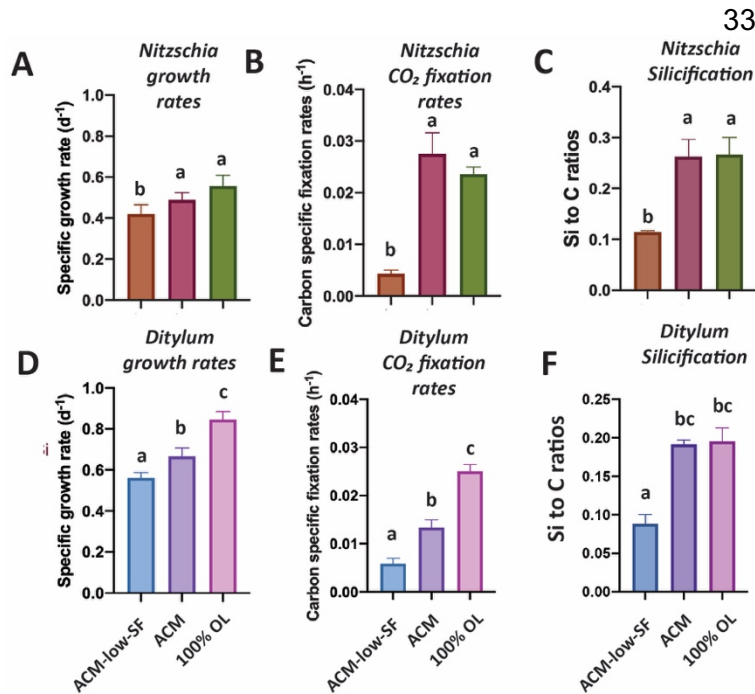 33
A
Nitzschia
growth
rates
Specific growth rate (d⁻¹)
1.0
0.8
0.6
0.4
0.2
0.0
b
a
a
B
Nitzschia
CO₂ fixation
rates
Carbon specific fixation rates (h⁻¹)
0.04
0.03
0.02
0.01
0.00
b
a
a
C
Nitzschia
Silicification
Si to C ratios
0.4
0.3
0.2
0.1
0.0
b
a
a
D
Ditylum
growth rates
Specific growth rate (d⁻¹)
1.0
0.8
0.6
0.4
0.2
0.0
a
b
c
ACM-low-SF
ACM
100% OL
E
Ditylum
CO₂ fixation
rates
Carbon specific fixation rates (h⁻¹)
0.04
0.03
0.02
0.01
0.00
a
b
c
ACM-low-SF
ACM
100% OL
F
Ditylum
Silicification
Si to C ratios
0.25
0.20
0.15
0.10
0.05
0.00
a
bc
bc
ACM-low-SF
ACM
100% OL